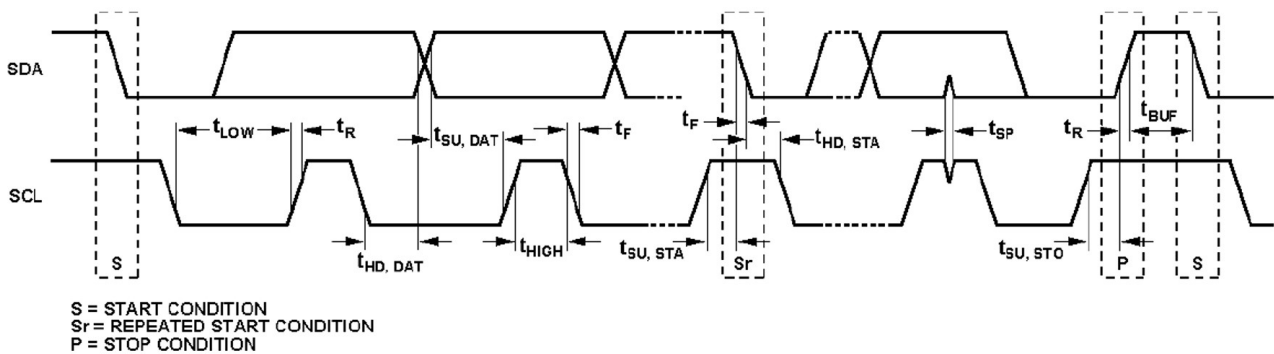 SDA
tLOW tR tSU, DAT tF tF tHD, STA tSP tR tBUF
SCL
tHD, DAT tHIGH tSU, STA tSU, STO
S Sr P S
S = START CONDITION
Sr = REPEATED START CONDITION
P = STOP CONDITION